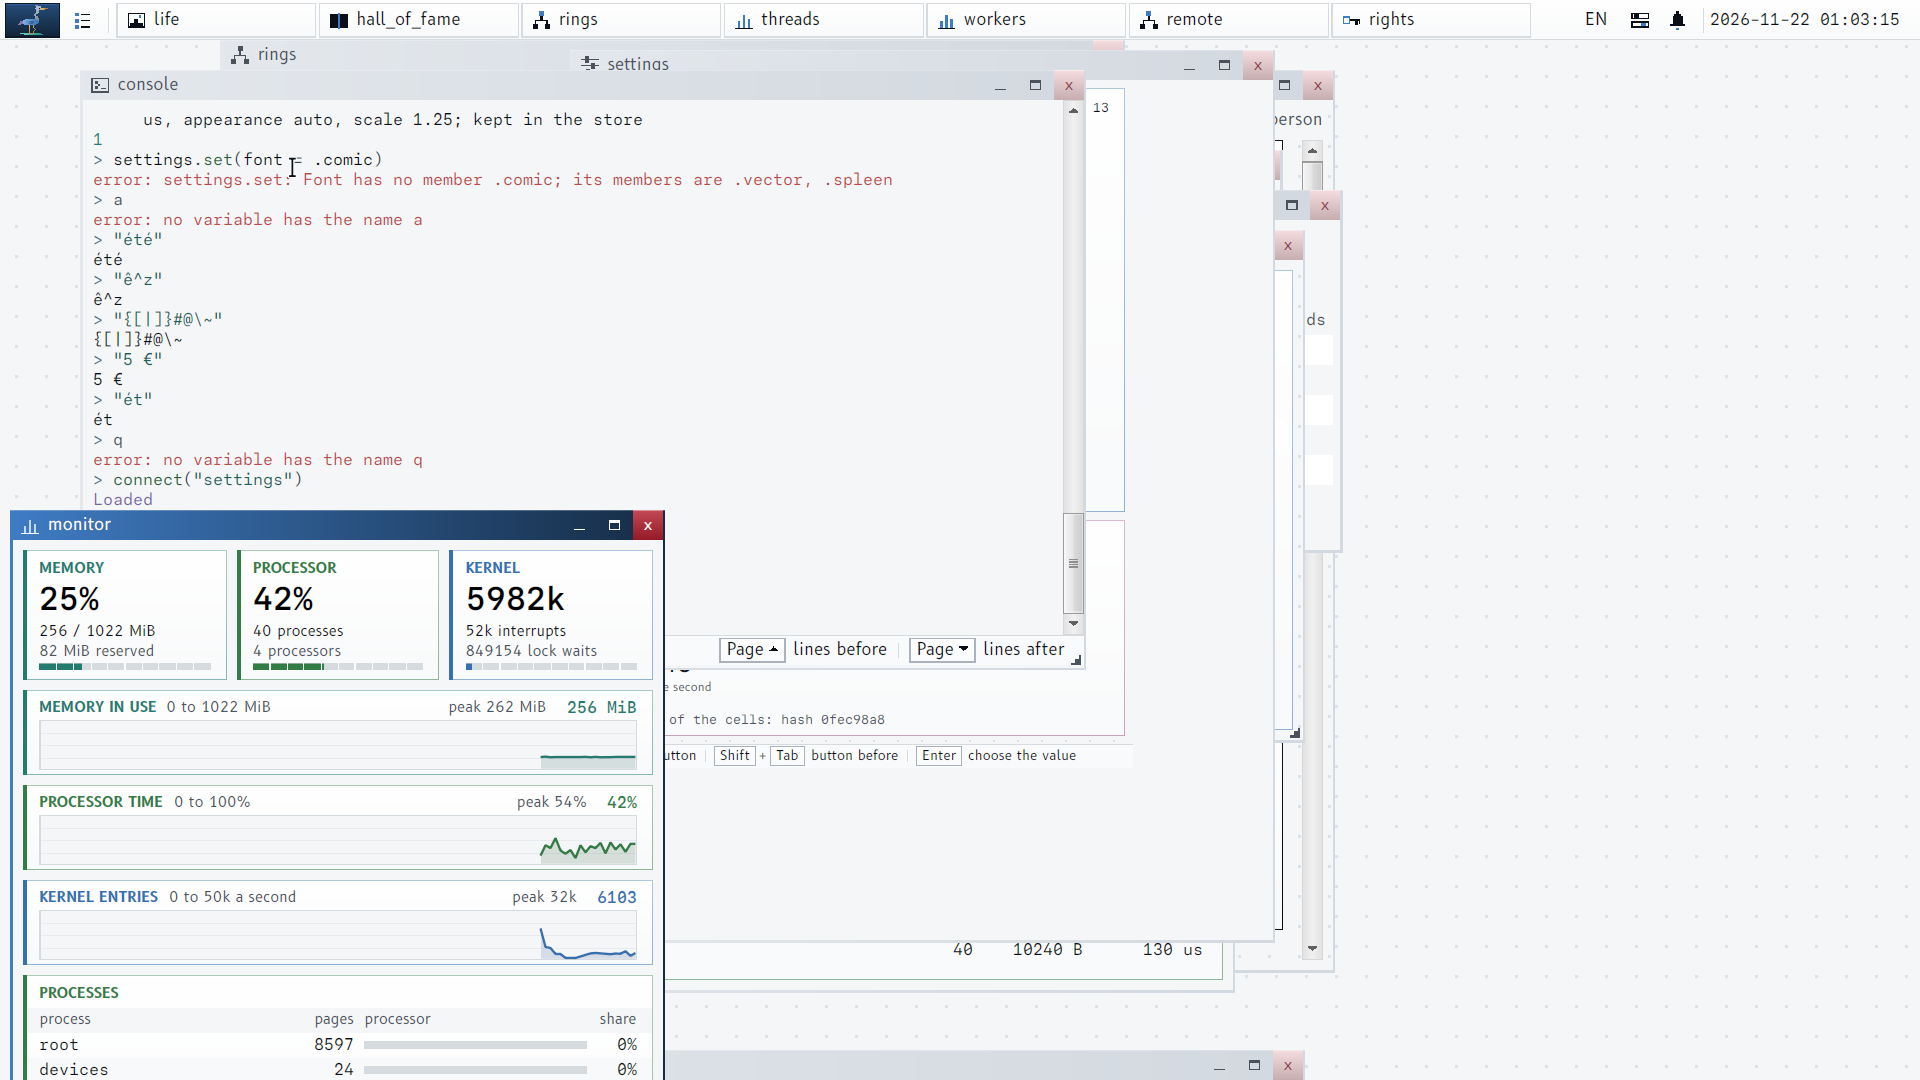 life
hall_of_fame
rings
threads
workers
remote
rights
EN
2026-11-22 01:03:15
rings
settings
console
us, appearance auto, scale 1.25; kept in the store
1
> settings.set(font = .comic)
error: settings.set: Font has no member .comic; its members are .vector, .spleen
> a
error: no variable has the name a
> "été"
été
> "ê^z"
ê^z
> "{[|]}#@\~"
{[|]}#@\~
> "5 €"
5 €
> "ét"
ét
> q
error: no variable has the name q
> connect("settings")
Loaded
13
erson
ds
Page lines before
Page lines after
second
of the cells: hash 0fec98a8
utton
Shift + Tab button before
Enter choose the value
40 10240 B 130 us
monitor
MEMORY
25%
256 / 1022 MiB
82 MiB reserved
PROCESSOR
42%
40 processes
4 processors
KERNEL
5982k
52k interrupts
849154 lock waits
MEMORY IN USE 0 to 1022 MiB peak 262 MiB 256 MiB
PROCESSOR TIME 0 to 100% peak 54% 42%
KERNEL ENTRIES 0 to 50k a second peak 32k 6103
PROCESSES
process pages processor share
root 8597 0%
devices 24 0%